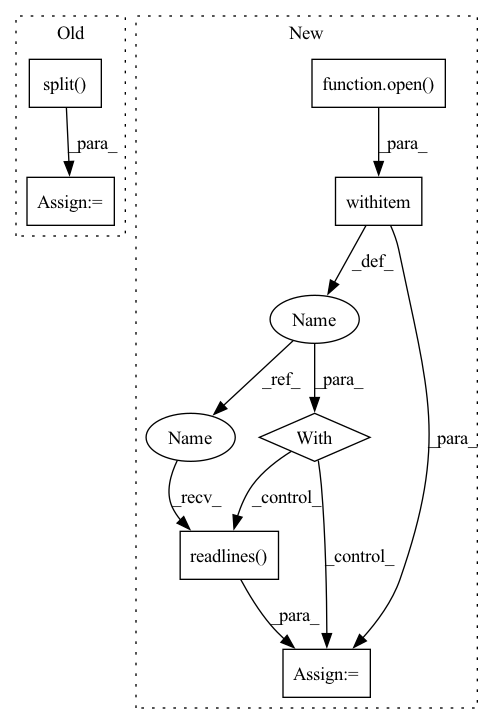 Old
New
split()
function.open()
_para_
_para_
Assign:=
withitem
_def_
Name
_ref_
_para_
_para_
Name
With
_recv_
_control_
_control_
readlines()
_para_
Assign:=